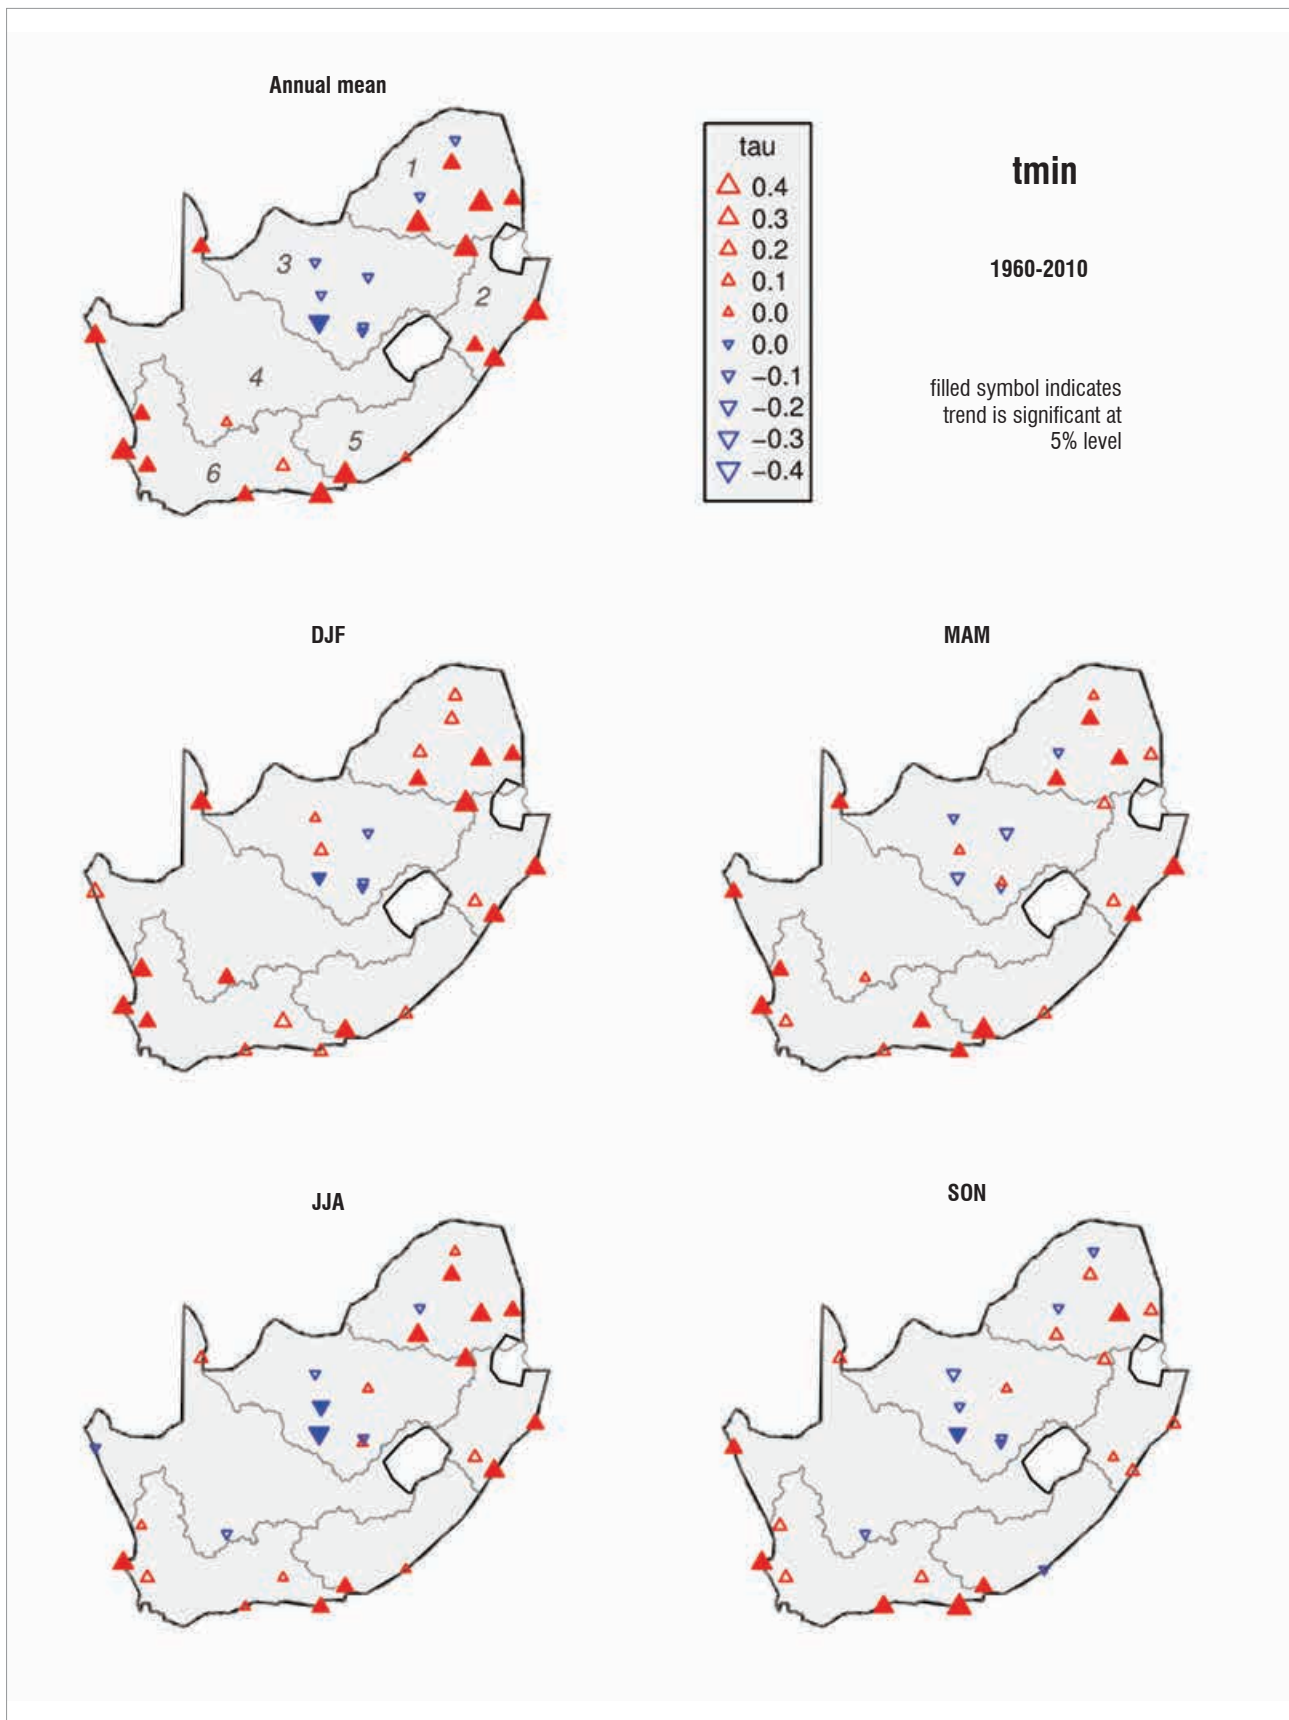 Annual mean
1
2
3
4
5
6
tau
0.4
0.3
0.2
0.1
0.0
0.0
−0.1
−0.2
−0.3
−0.4
tmin
1960-2010
filled symbol indicates
trend is significant at
5% level
DJF
MAM
JJA
SON